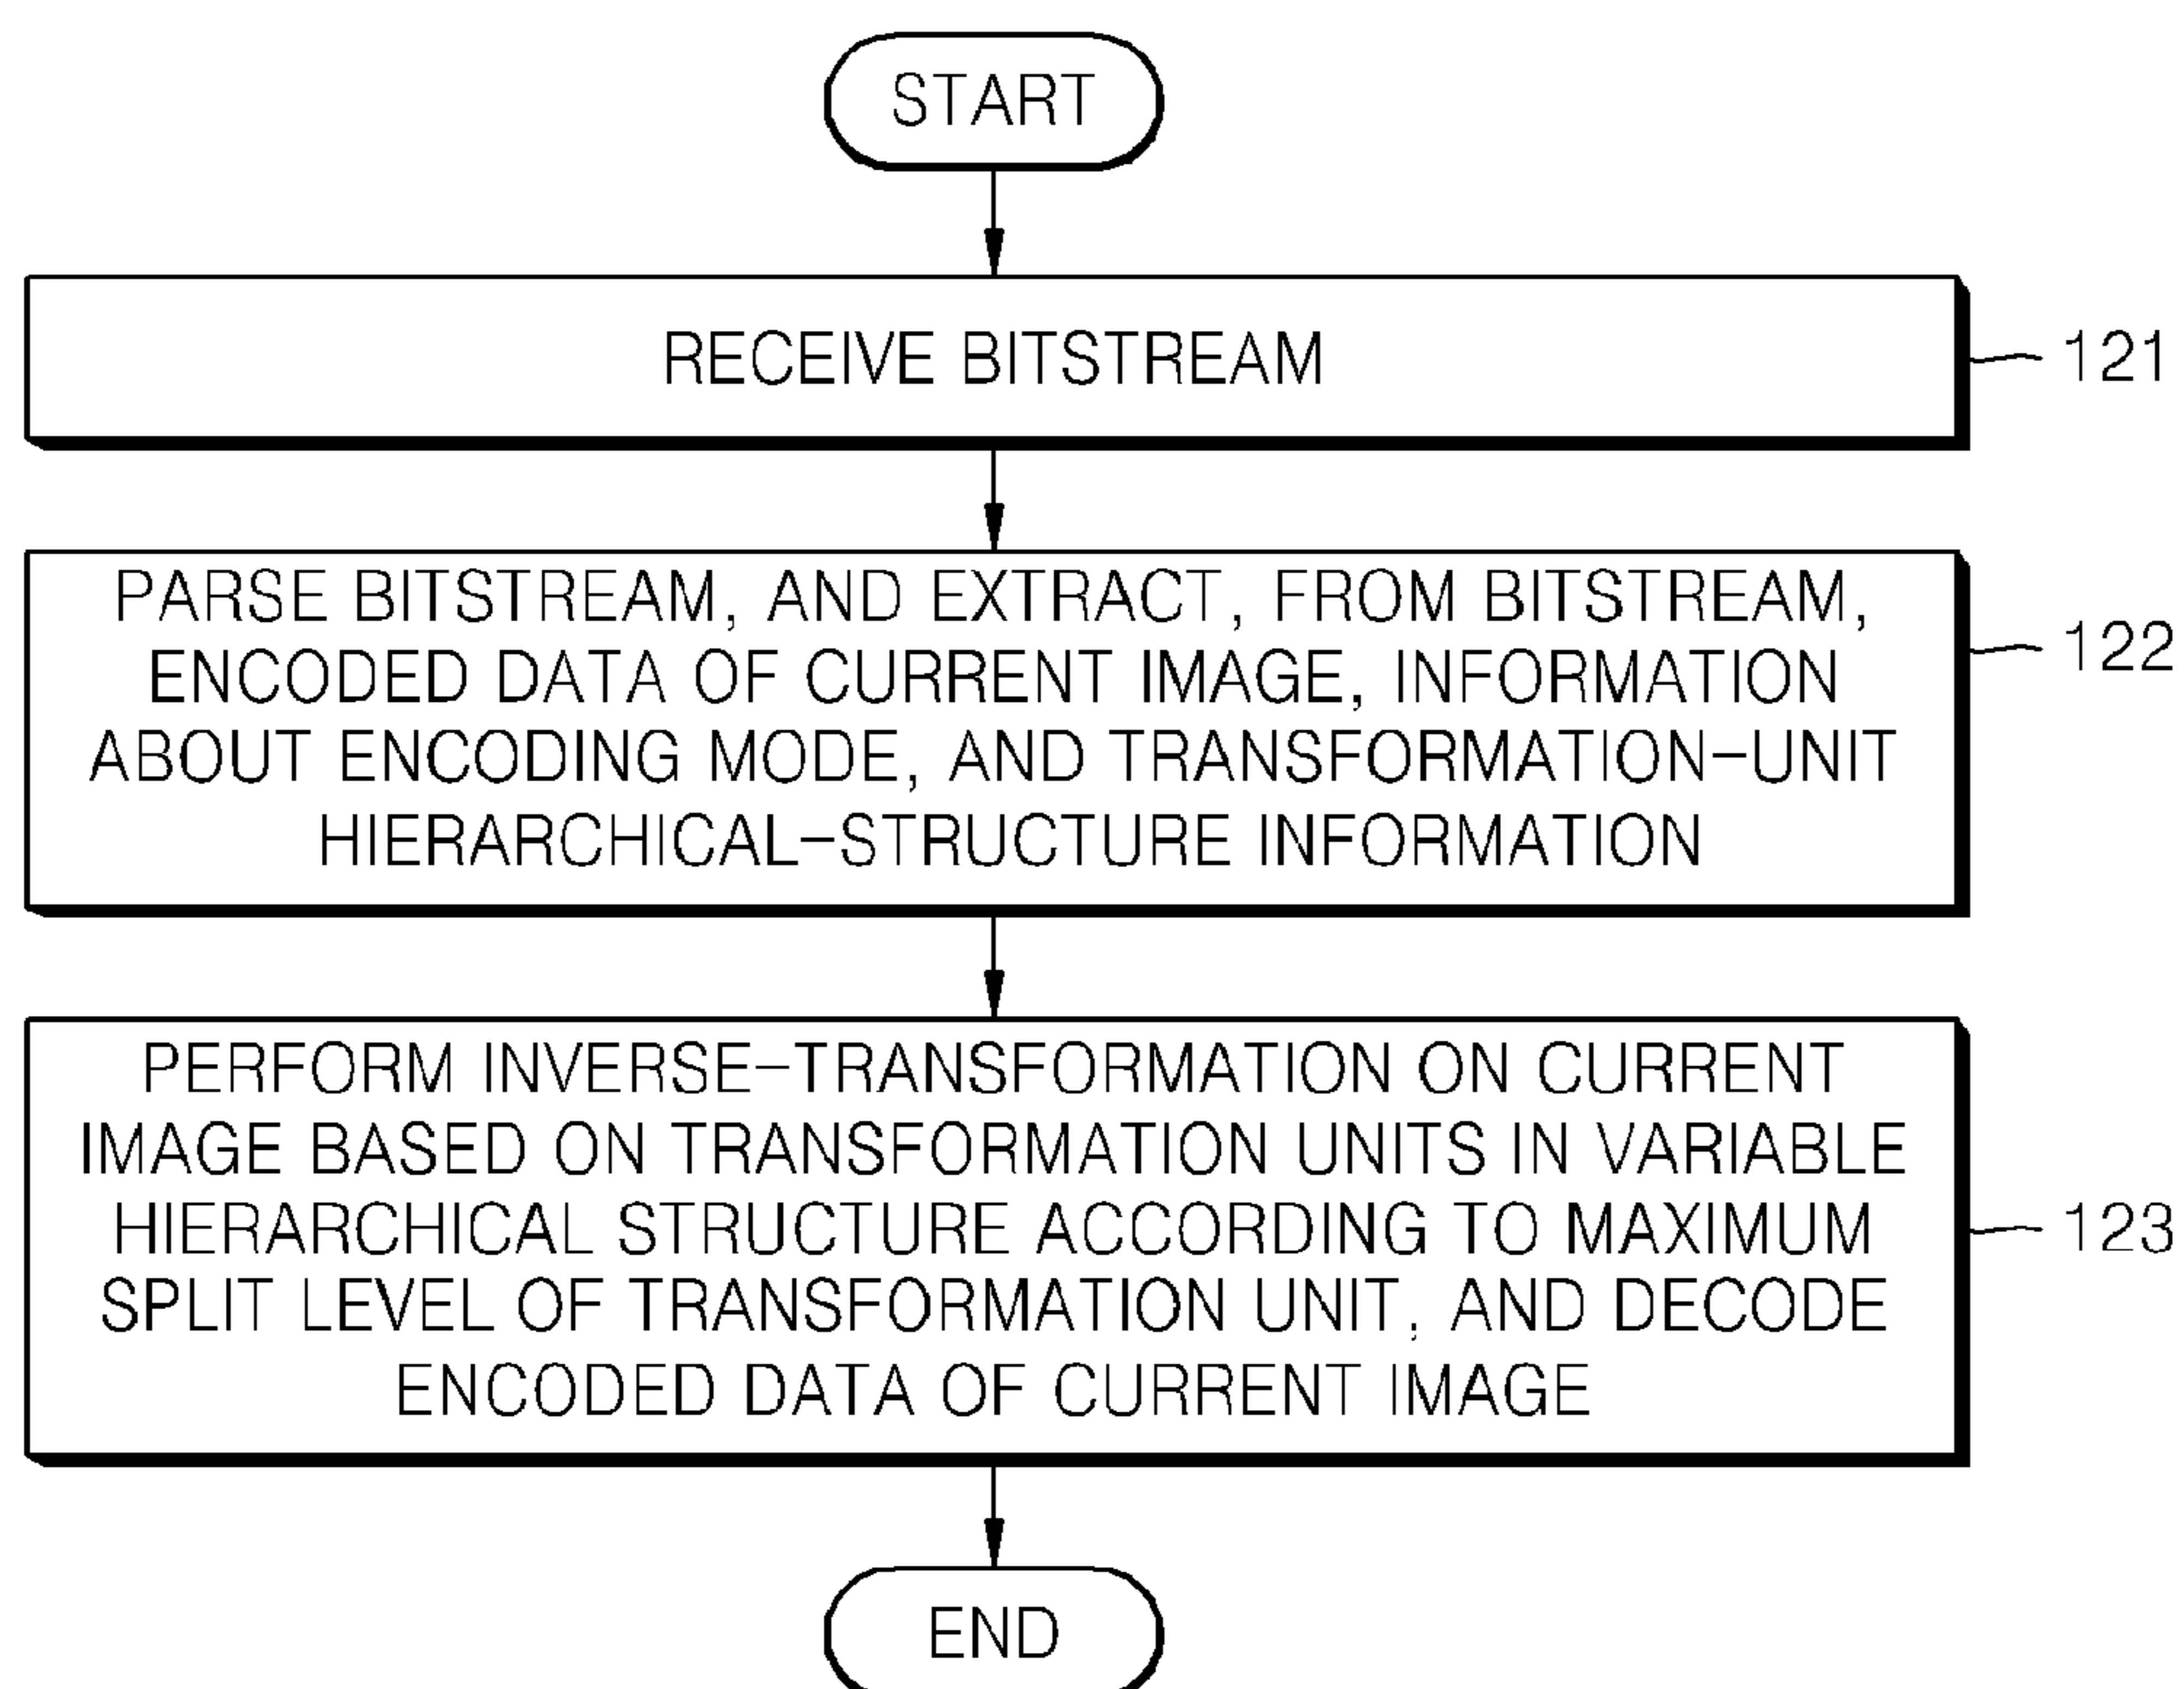 START
RECEIVE BITSTREAM
121
PARSE BITSTREAM, AND EXTRACT, FROM BITSTREAM,
ENCODED DATA OF CURRENT IMAGE, INFORMATION
ABOUT ENCODING MODE, AND TRANSFORMATION-UNIT
HIERARCHICAL-STRUCTURE INFORMATION
122
PERFORM INVERSE-TRANSFORMATION ON CURRENT
IMAGE BASED ON TRANSFORMATION UNITS IN VARIABLE
HIERARCHICAL STRUCTURE ACCORDING TO MAXIMUM
SPLIT LEVEL OF TRANSFORMATION UNIT, AND DECODE
ENCODED DATA OF CURRENT IMAGE
123
END